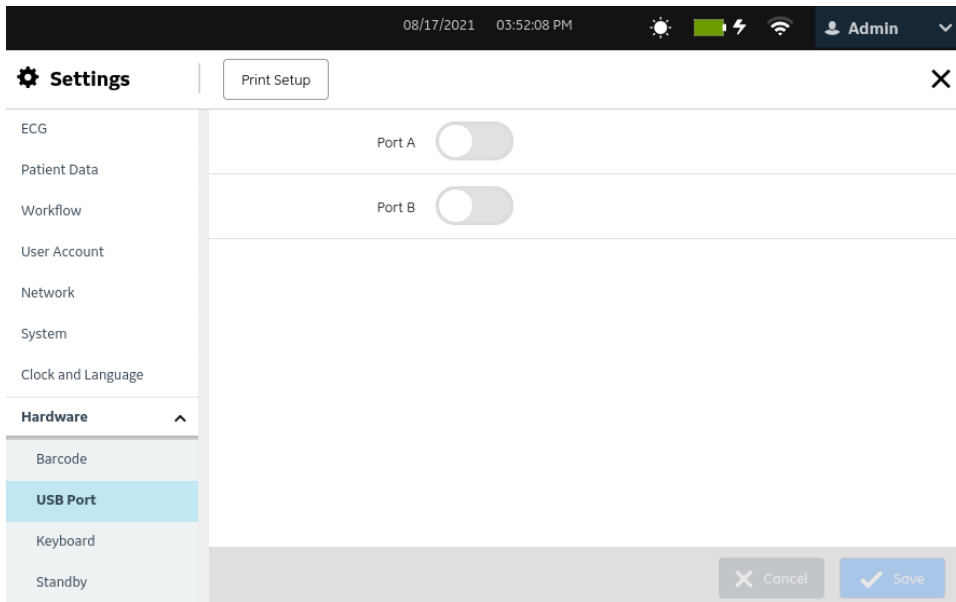 08/17/2021 03:52:08 PM Admin
Settings Print Setup
ECG
Patient Data
Workflow
User Account
Network
System
Clock and Language
Hardware
Barcode
USB Port
Keyboard
Standby
Port A
Port B
Cancel Save